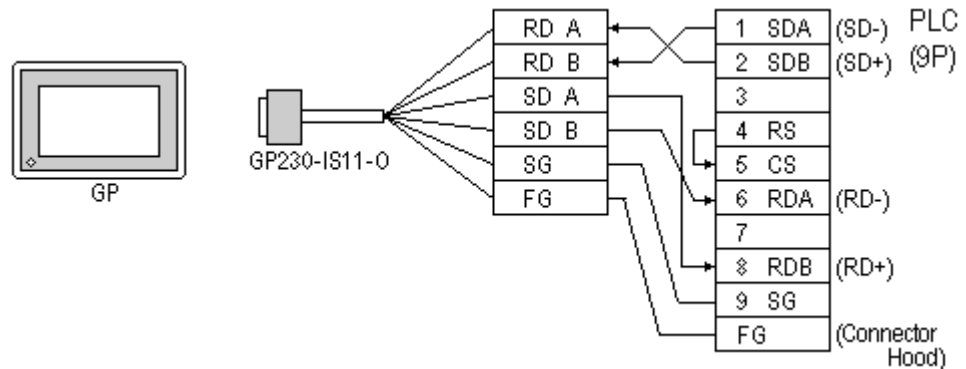 GP
GP230-IS11-O
RD A
RD B
SD A
SD B
SG
FG
1 SDA (SD-)
2 SDB (SD+)
3
4 RS
5 CS
6 RDA (RD-)
7
8 RDB (RD+)
9 SG
FG (Connector
Hood)
PLC
(9P)